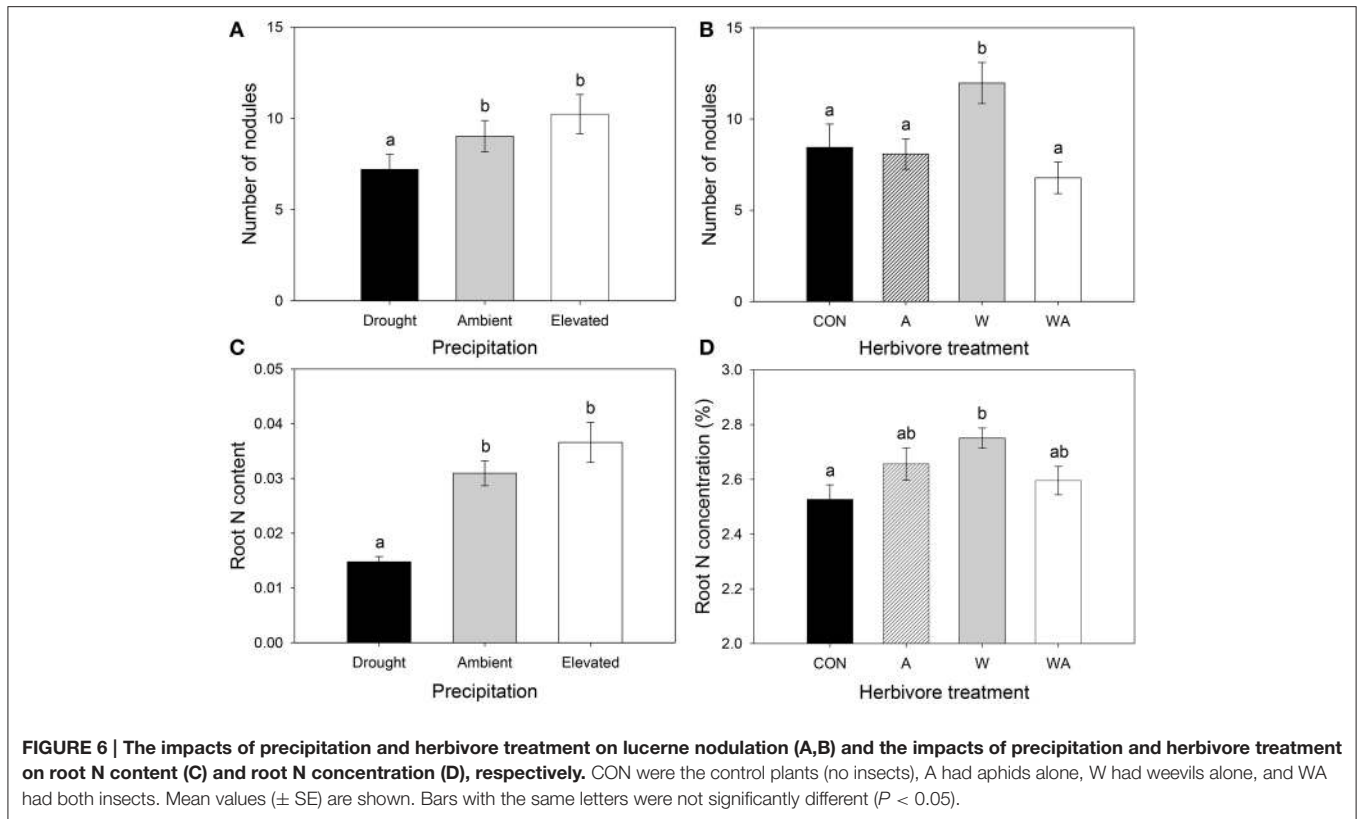 A
15
10
5
0
Number of nodules
a
b
b
Drought Ambient Elevated
Precipitation
B
15
10
5
0
Number of nodules
a
a
b
a
CON A W WA
Herbivore treatment
C
0.05
0.04
0.03
0.02
0.01
0.00
Root N content
a
b
b
Drought Ambient Elevated
Precipitation
D
3.0
2.8
2.6
2.4
2.2
2.0
Root N concentration (%)
a
ab
b
ab
CON A W WA
Herbivore treatment
FIGURE 6 | The impacts of precipitation and herbivore treatment on lucerne nodulation (A,B) and the impacts of precipitation and herbivore treatment
on root N content (C) and root N concentration (D), respectively. CON were the control plants (no insects), A had aphids alone, W had weevils alone, and WA
had both insects. Mean values (± SE) are shown. Bars with the same letters were not significantly different (P < 0.05).